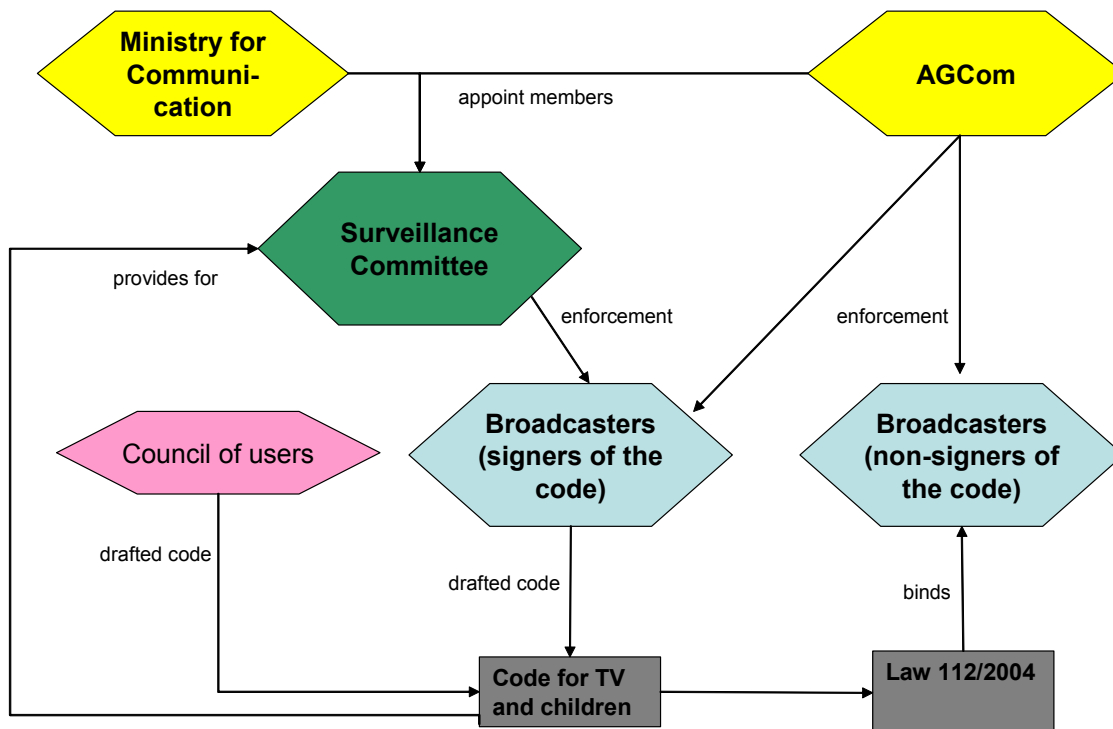 Ministry for
Communi-
cation
AGCom
appoint members
Surveillance
Committee
provides for
enforcement
enforcement
Broadcasters
(signers of the
code)
Broadcasters
(non-signers of
the code)
Council of users
drafted code
drafted code
binds
Code for TV
and children
Law 112/2004